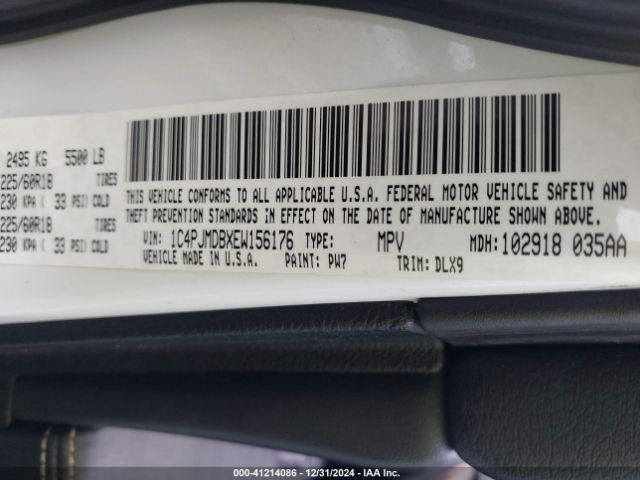 2495 KG 5500 LB
225/60R18 TIRES
230 KPA ( 33 PSI) COLD
225/60R18 TIRES
230 KPA ( 33 PSI) COLD
THIS VEHICLE CONFORMS TO ALL APPLICABLE U.S.A. FEDERAL MOTOR VEHICLE SAFETY AND
THEFT PREVENTION STANDARDS IN EFFECT ON THE DATE OF MANUFACTURE SHOWN ABOVE.
VIN: 1C4PJMDBXEW156176 TYPE: MPV MDH: 102918 035AA
VEHICLE MADE IN U.S.A. PAINT: PW7 TRIM: DLX9
000-41214086 - 12/31/2024 - IAA Inc.